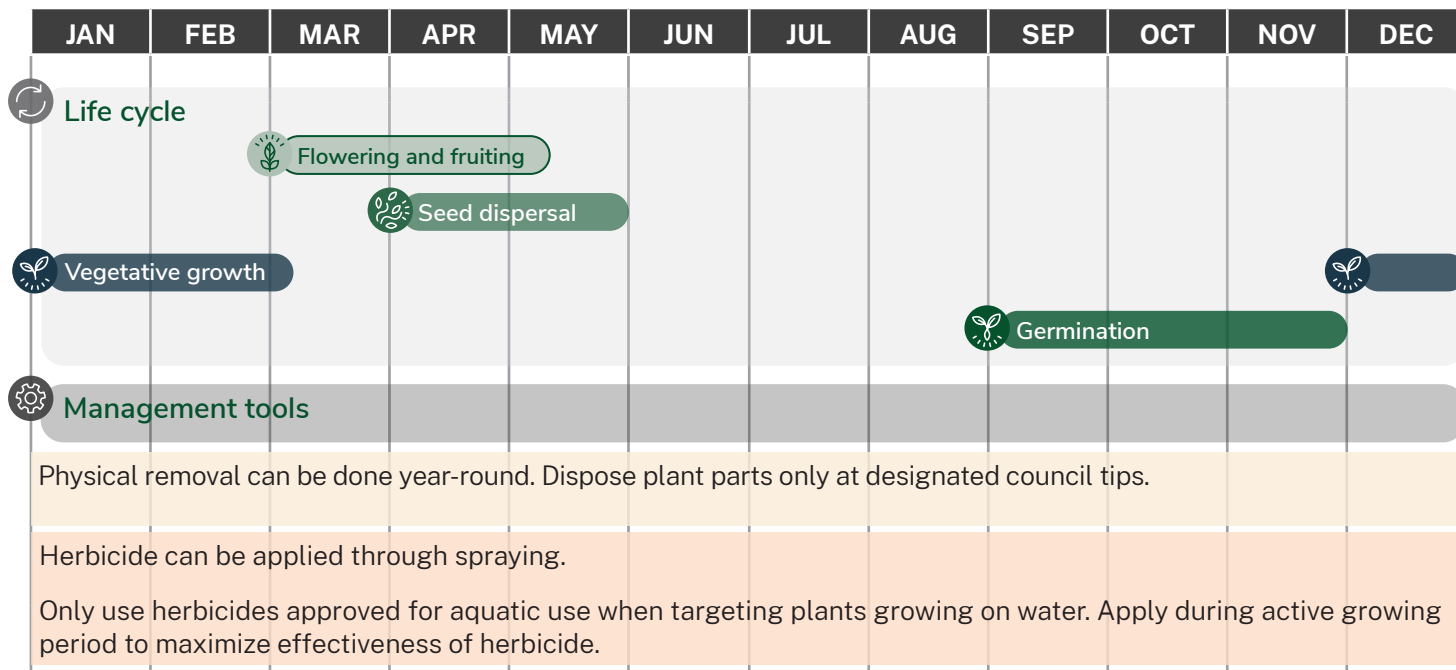 JAN FEB MAR APR MAY JUN JUL AUG SEP OCT NOV DEC
Life cycle
Flowering and fruiting
Seed dispersal
Vegetative growth
Germination
Management tools
Physical removal can be done year-round. Dispose plant parts only at designated council tips.
Herbicide can be applied through spraying.
Only use herbicides approved for aquatic use when targeting plants growing on water. Apply during active growing
period to maximize effectiveness of herbicide.